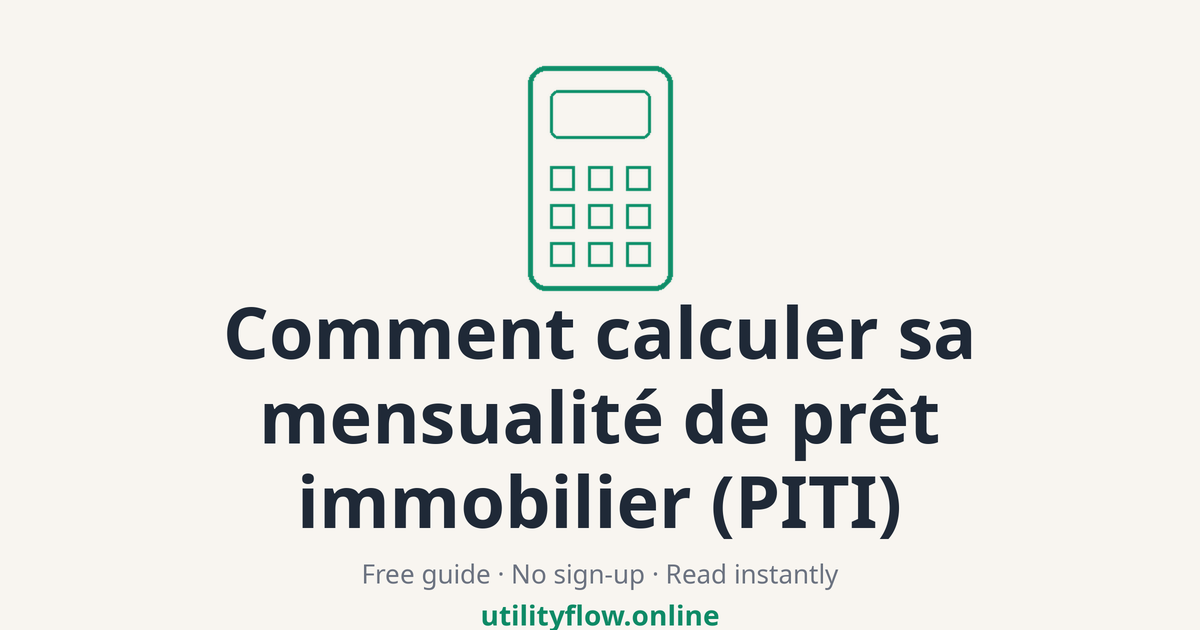 Comment calculer sa
mensualité de prêt
immobilier (PITI)
Free guide · No sign-up · Read instantly
utilityflow.online